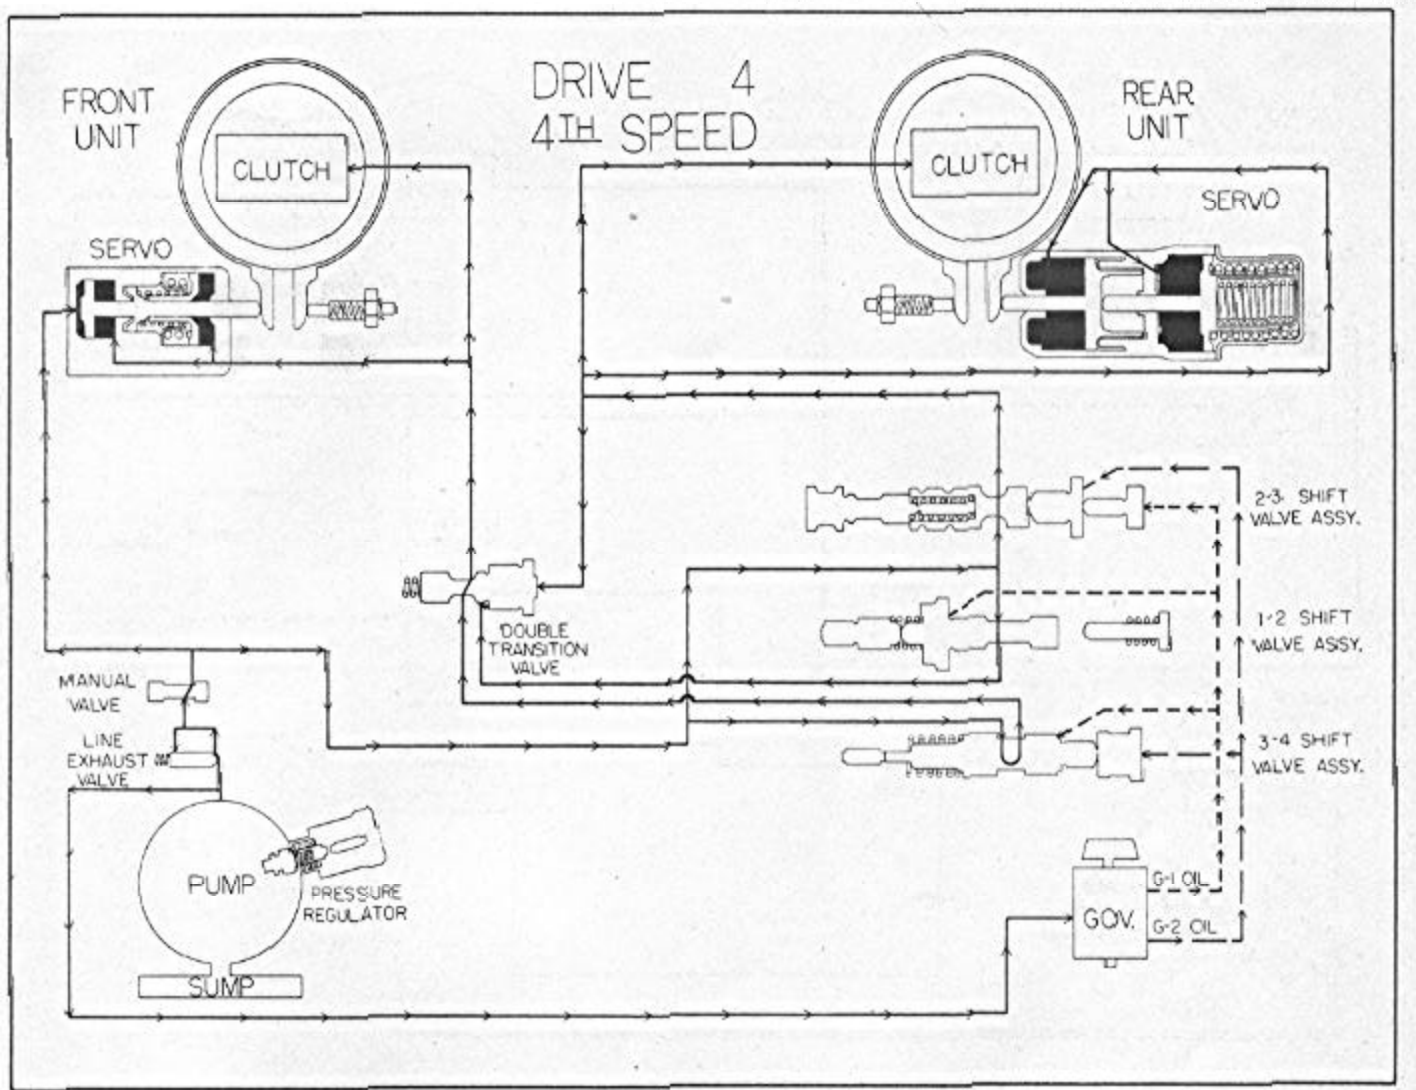 DRIVE 4
4TH SPEED
FRONT
UNIT
REAR
UNIT
CLUTCH
CLUTCH
SERVO
SERVO
2-3 SHIFT
VALVE ASSY.
1-2 SHIFT
VALVE ASSY.
DOUBLE
TRANSITION
VALVE
MANUAL
VALVE
LINE
EXHAUST
VALVE
3-4 SHIFT
VALVE ASSY.
PUMP
PRESSURE
REGULATOR
G-1 OIL
GOV.
G-2 OIL
SUMP